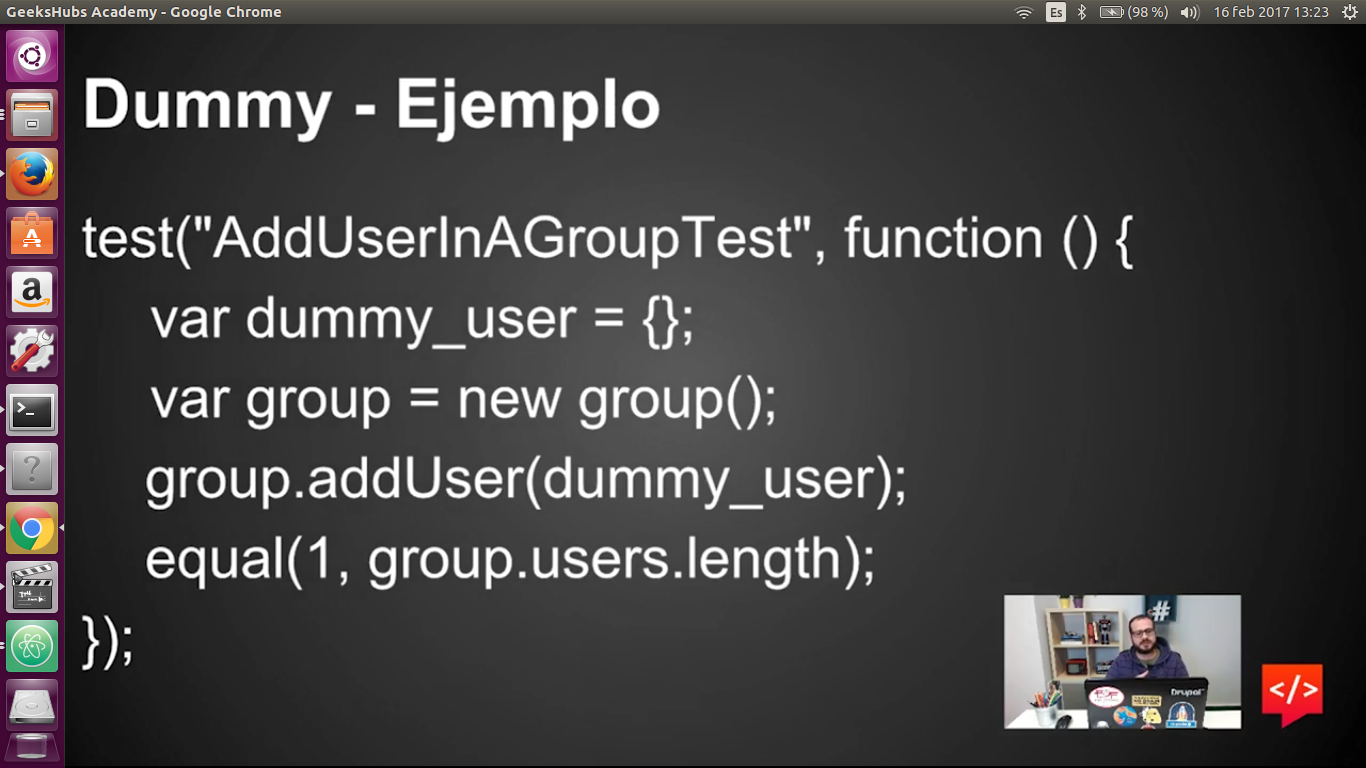 GeeksHubs Academy - Google Chrome
Es
(98 %)
16 feb 2017 13:23
Dummy - Ejemplo
test("AddUserInAGroupTest", function () {
var dummy_user = {};
var group = new group();
group.addUser(dummy_user);
equal(1, group.users.length);
});
#
Drupal
</>